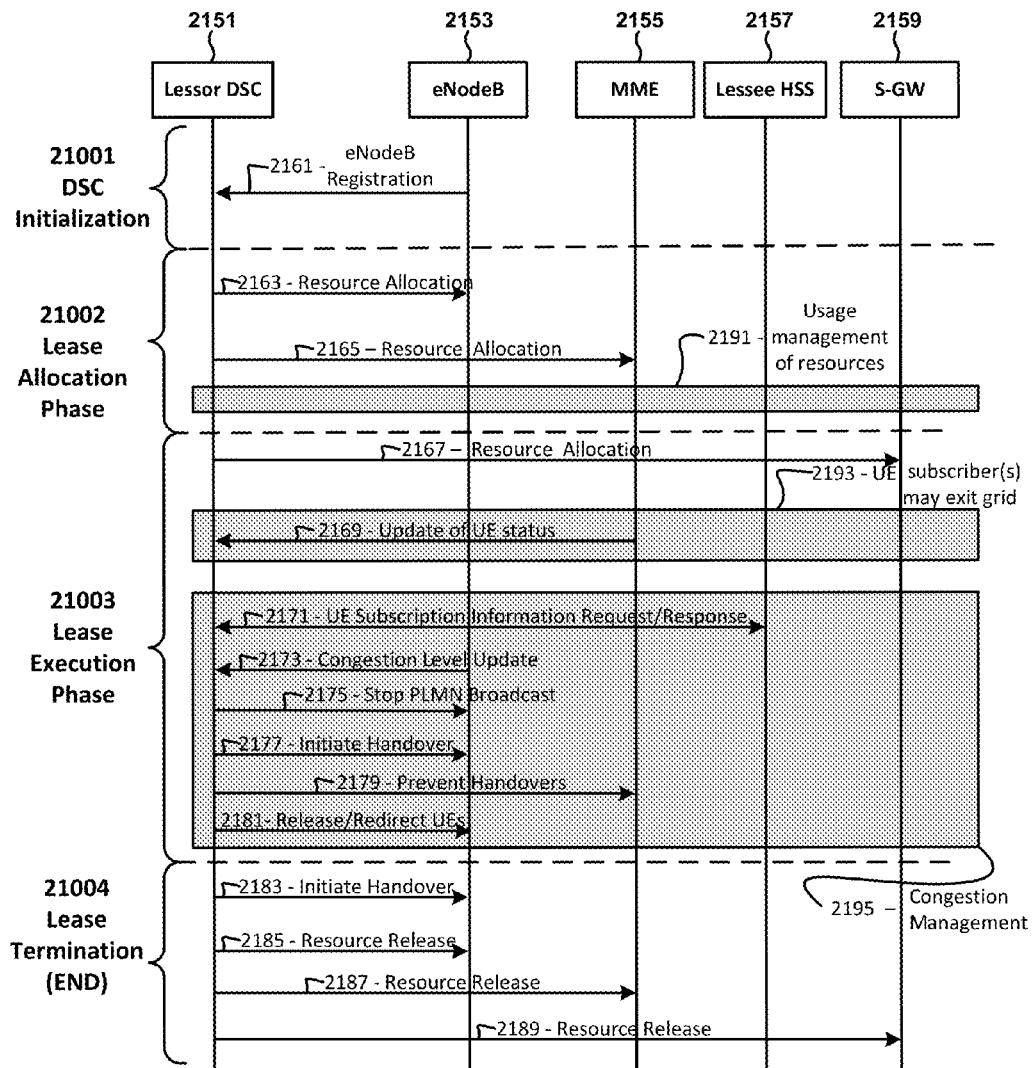 2151
2153
2155
2157
2159
Lessor DSC
eNodeB
MME
Lessee HSS
S-GW
21001
DSC
Initialization
2161 - eNodeB
Registration
21002
Lease
Allocation
Phase
2163 - Resource Allocation
2165 – Resource Allocation
2191 - Usage
management
of resources
21003
Lease
Execution
Phase
2167 – Resource Allocation
2193 - UE subscriber(s)
may exit grid
2169 - Update of UE status
2171 - UE Subscription Information Request/Response
2173 - Congestion Level Update
2175 - Stop PLMN Broadcast
2177 - Initiate Handover
2179 - Prevent Handovers
2181- Release/Redirect UEs
21004
Lease
Termination
(END)
2183 - Initiate Handover
2195 – Congestion
Management
2185 - Resource Release
2187 - Resource Release
2189 - Resource Release